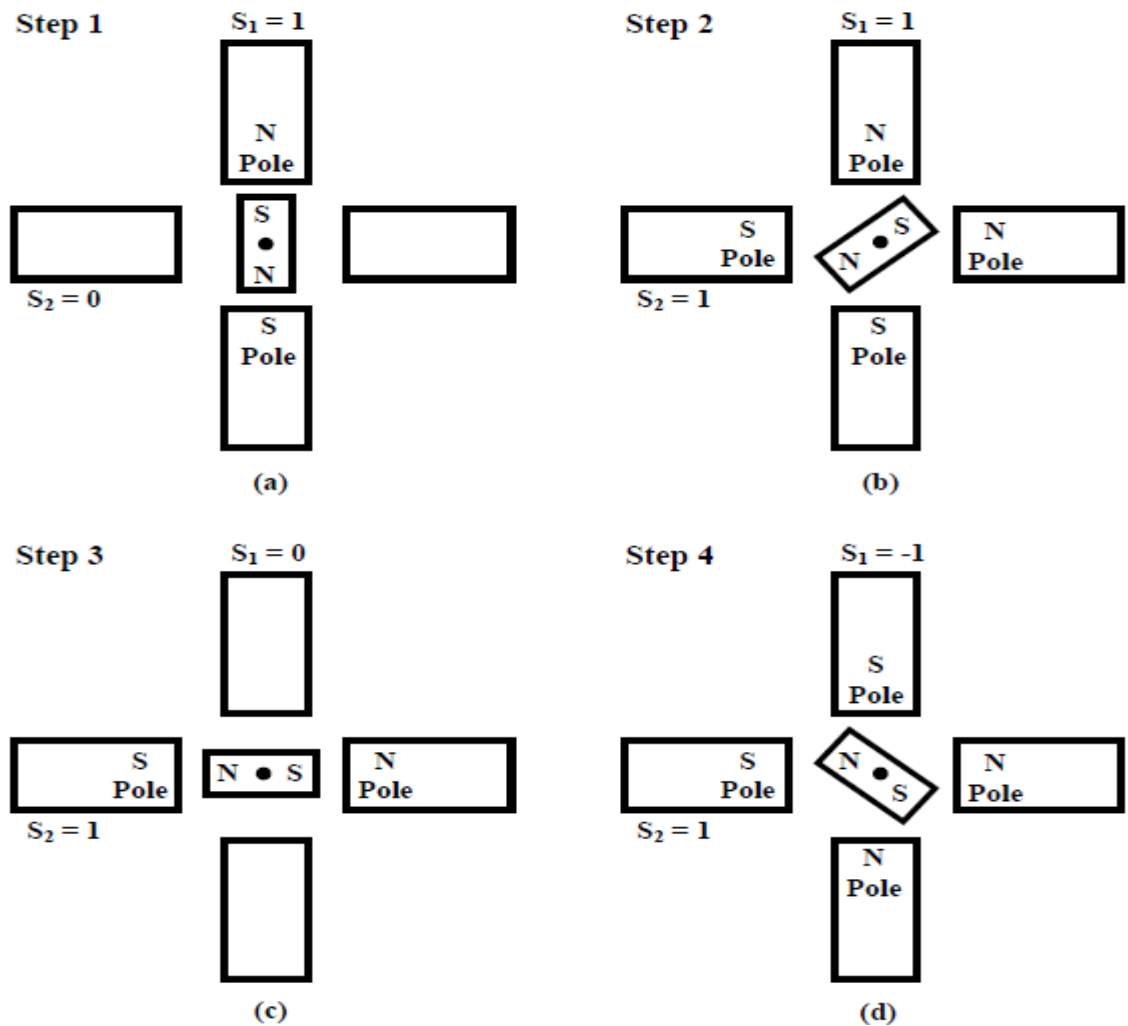 Step 1
S₁ = 1
N
Pole
S
N
S₂ = 0
S
Pole
(a)
Step 2
S₁ = 1
N
Pole
S
Pole
S
N
N
Pole
S₂ = 1
S
Pole
(b)
Step 3
S₁ = 0
S
Pole
N S
N
Pole
S₂ = 1
(c)
Step 4
S₁ = -1
S
Pole
S
Pole
N
S
N
Pole
S₂ = 1
N
Pole
(d)